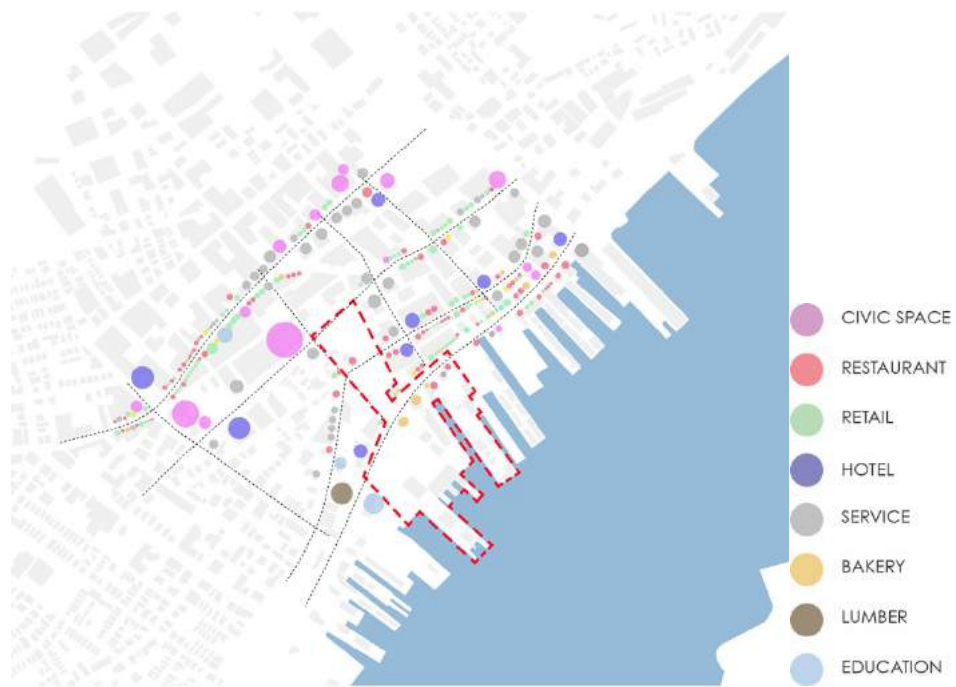 CIVIC SPACE
RESTAURANT
RETAIL
HOTEL
SERVICE
BAKERY
LUMBER
EDUCATION